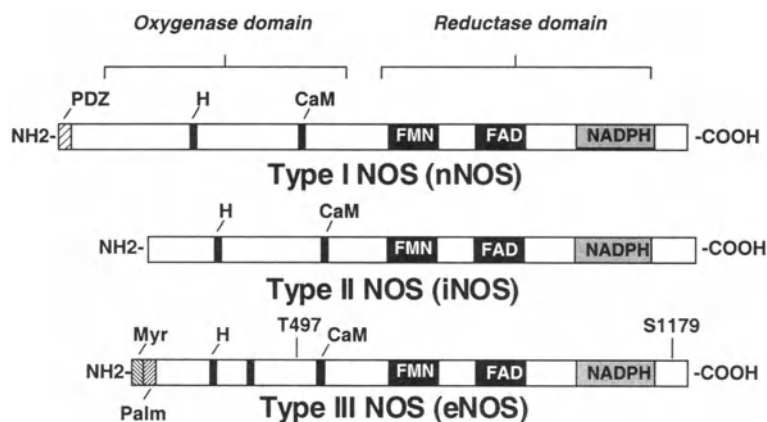 Oxygenase domain Reductase domain
PDZ H CaM
NH2- FMN FAD NADPH -COOH
Type I NOS (nNOS)
H CaM
NH2- FMN FAD NADPH -COOH
Type II NOS (iNOS)
Myr H T497 CaM S1179
NH2- FMN FAD NADPH -COOH
Palm Type III NOS (eNOS)